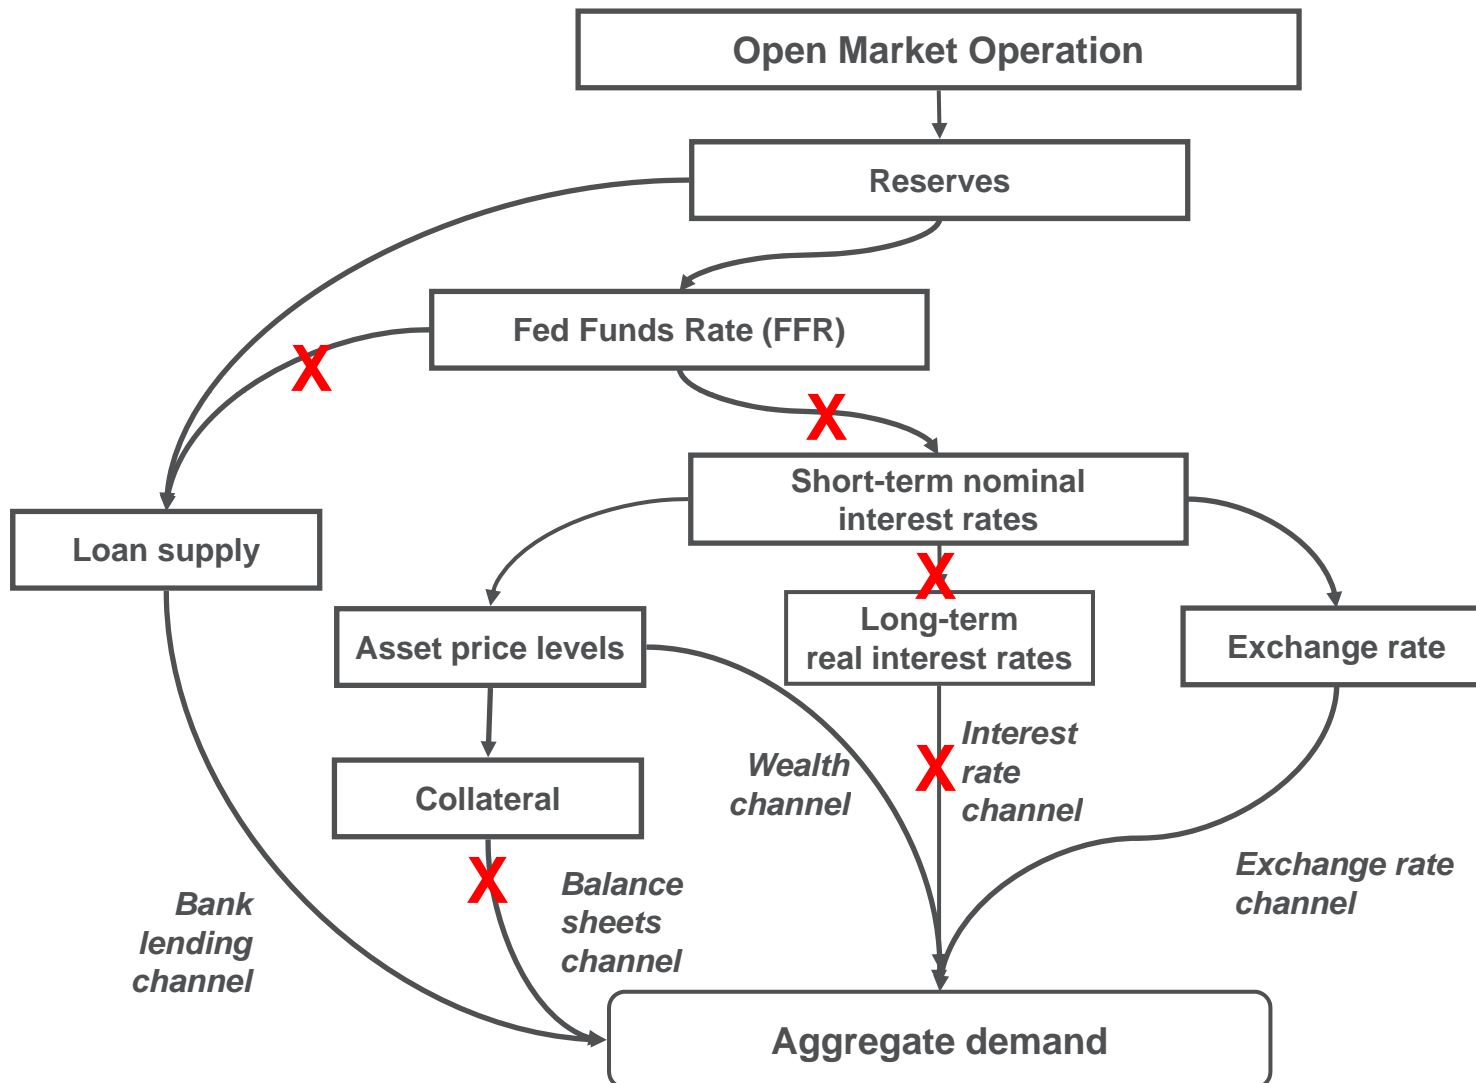 Open Market Operation
Reserves
Fed Funds Rate (FFR)
X
X
Short-term nominal
interest rates
Loan supply
X
Asset price levels
Long-term
real interest rates
Exchange rate
Wealth
channel
X
Interest
rate
channel
Collateral
X
Balance
sheets
channel
Exchange rate
channel
Bank
lending
channel
Aggregate demand